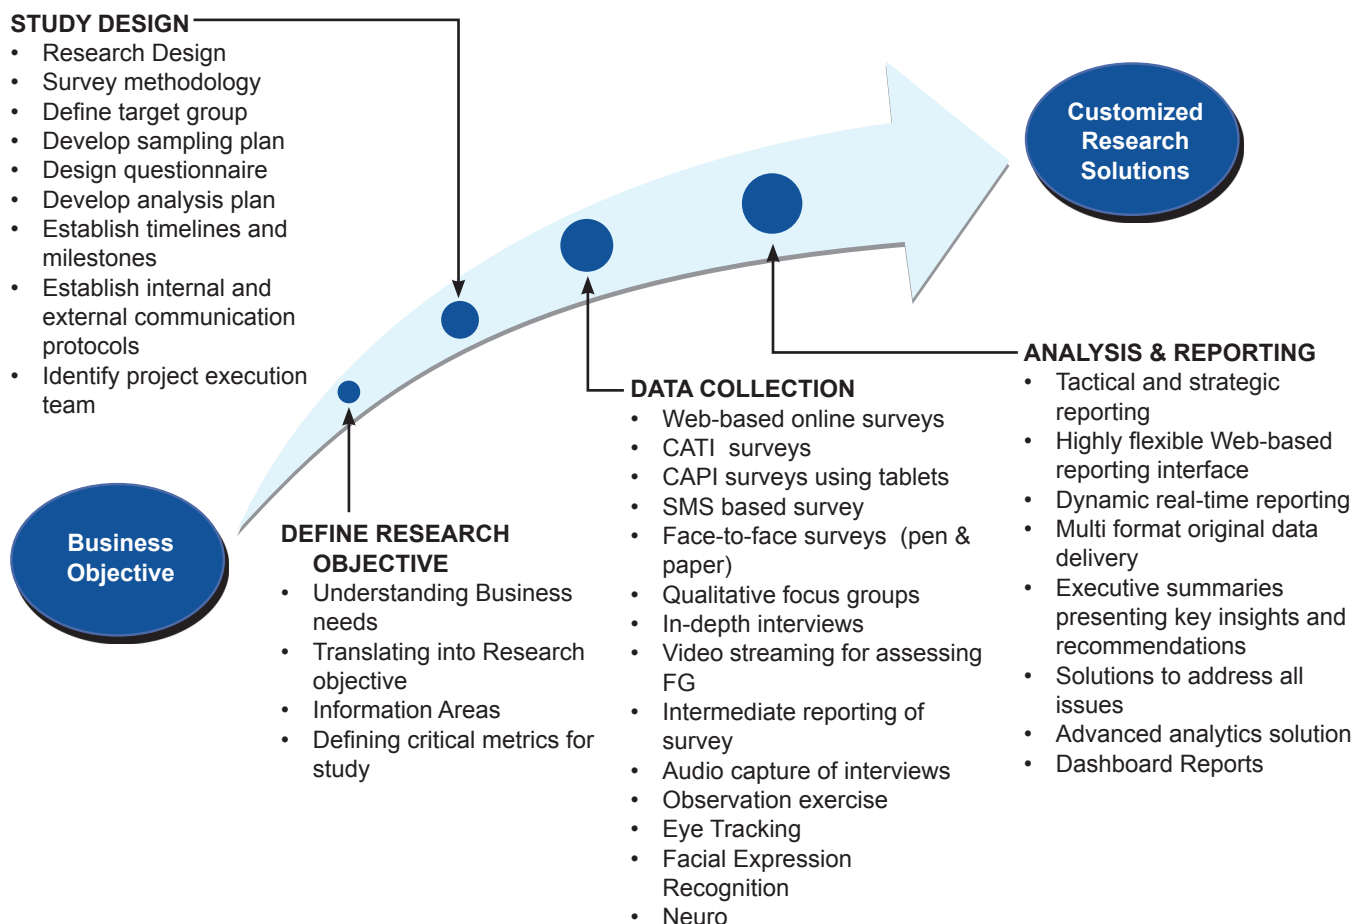 STUDY DESIGN
• Research Design
• Survey methodology
• Define target group
• Develop sampling plan
• Design questionnaire
• Develop analysis plan
• Establish timelines and
milestones
• Establish internal and
external communication
protocols
• Identify project execution
team
Business
Objective
DEFINE RESEARCH
OBJECTIVE
• Understanding Business
needs
• Translating into Research
objective
• Information Areas
• Defining critical metrics for
study
DATA COLLECTION
• Web-based online surveys
• CATI surveys
• CAPI surveys using tablets
• SMS based survey
• Face-to-face surveys (pen &
paper)
• Qualitative focus groups
• In-depth interviews
• Video streaming for assessing
FG
• Intermediate reporting of
survey
• Audio capture of interviews
• Observation exercise
• Eye Tracking
• Facial Expression
Recognition
• Neuro
ANALYSIS & REPORTING
• Tactical and strategic
reporting
• Highly flexible Web-based
reporting interface
• Dynamic real-time reporting
• Multi format original data
delivery
• Executive summaries
presenting key insights and
recommendations
• Solutions to address all
issues
• Advanced analytics solution
• Dashboard Reports
Customized
Research
Solutions